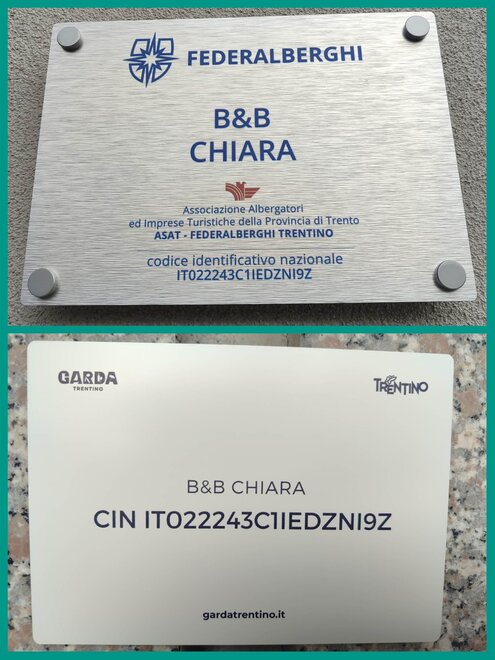 FEDERALBERGHI
B&B
CHIARA
Associazione Albergatori
ed Imprese Turistiche della Provincia di Trento
ASAT - FEDERALBERGHI TRENTINO
codice identificativo nazionale
IT022243C1IEDZNI9Z
GARDA
TRENTINO
TRENTINO
B&B CHIARA
CIN IT022243C1IEDZNI9Z
gardatrentino.it